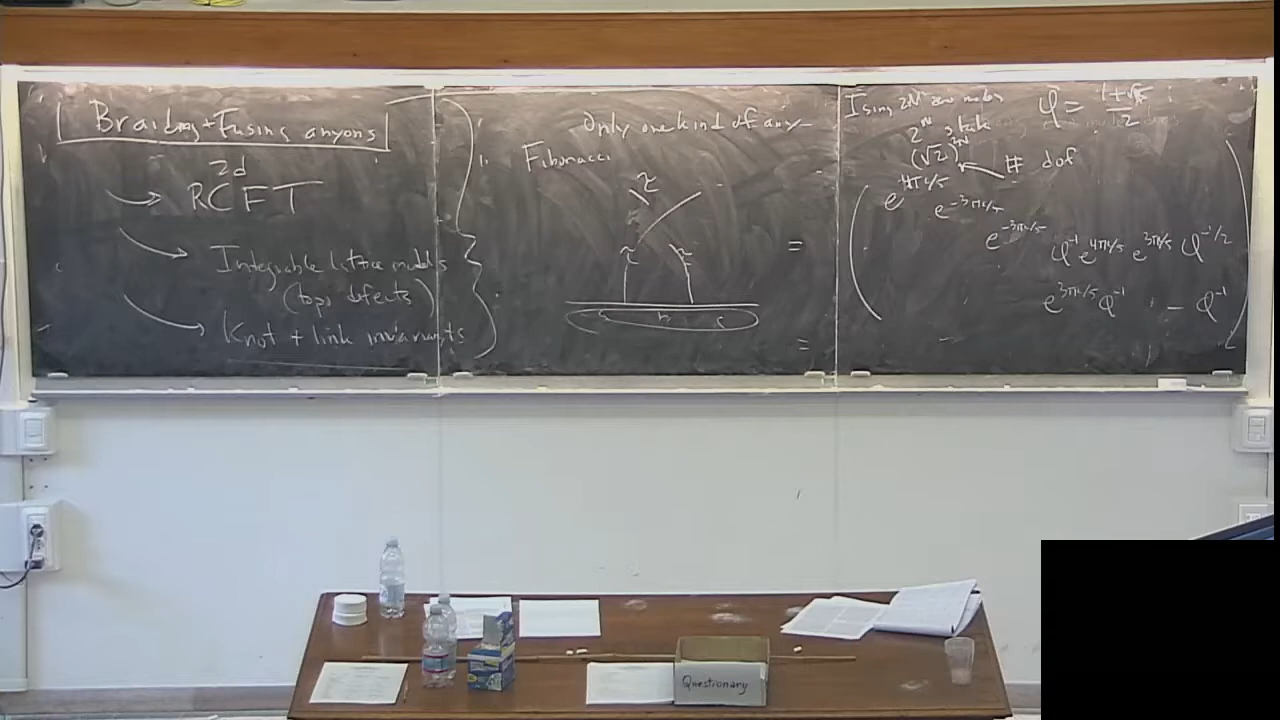 Braiding + Fusing anyons
2d
RCFT
Integrable lattice models
(topo defects)
Knot + link invariants
Only one kind of any
Fibonacci
τ
τ τ
a b c
=
=
Ising 2N zero modes
φ = (1+√5)/2
2^N states
(√2)^2N
# dof
e^{4πi/5}
e^{-3πi/5}
e^{-3πi/5}
φ^{-1} e^{4πi/5} e^{3πi/5} φ^{-1/2}
e^{3πi/5} φ^{-1} - φ^{-1}
Questionary